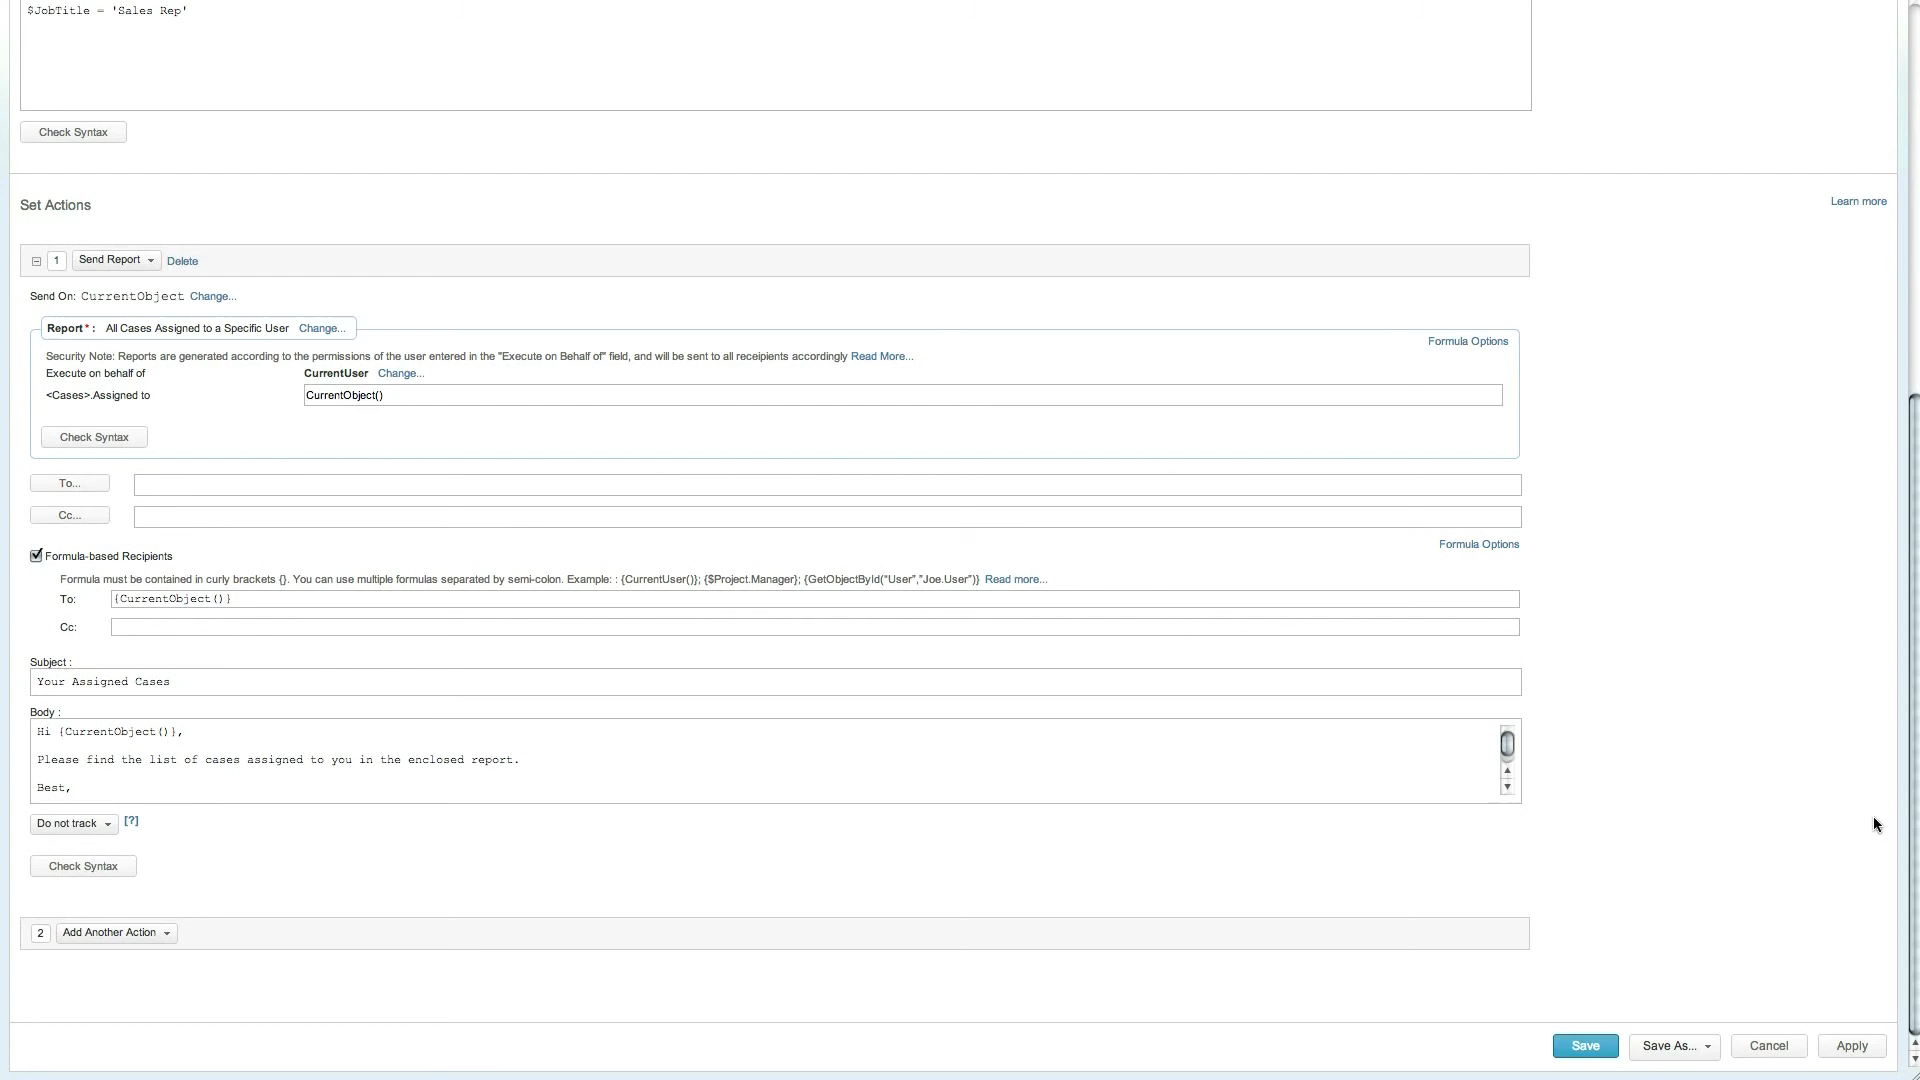 $JobTitle = 'Sales Rep'
Check Syntax
Set Actions
Learn more
1 Send Report Delete
Send On: CurrentObject Change...
Report* : All Cases Assigned to a Specific User Change...
Formula Options
Security Note: Reports are generated according to the permissions of the user entered in the "Execute on Behalf of" field, and will be sent to all receipients accordingly Read More...
Execute on behalf of CurrentUser Change...
<Cases>.Assigned to CurrentObject()
Check Syntax
To...
Cc...
Formula-based Recipients
Formula Options
Formula must be contained in curly brackets {}. You can use multiple formulas separated by semi-colon. Example: : {CurrentUser()}; {$Project.Manager}; {GetObjectById("User","Joe.User")} Read more...
To: {CurrentObject()}
Cc:
Subject :
Your Assigned Cases
Body :
Hi {CurrentObject()},
Please find the list of cases assigned to you in the enclosed report.
Best,
Do not track [?]
Check Syntax
2 Add Another Action
Save Save As... Cancel Apply